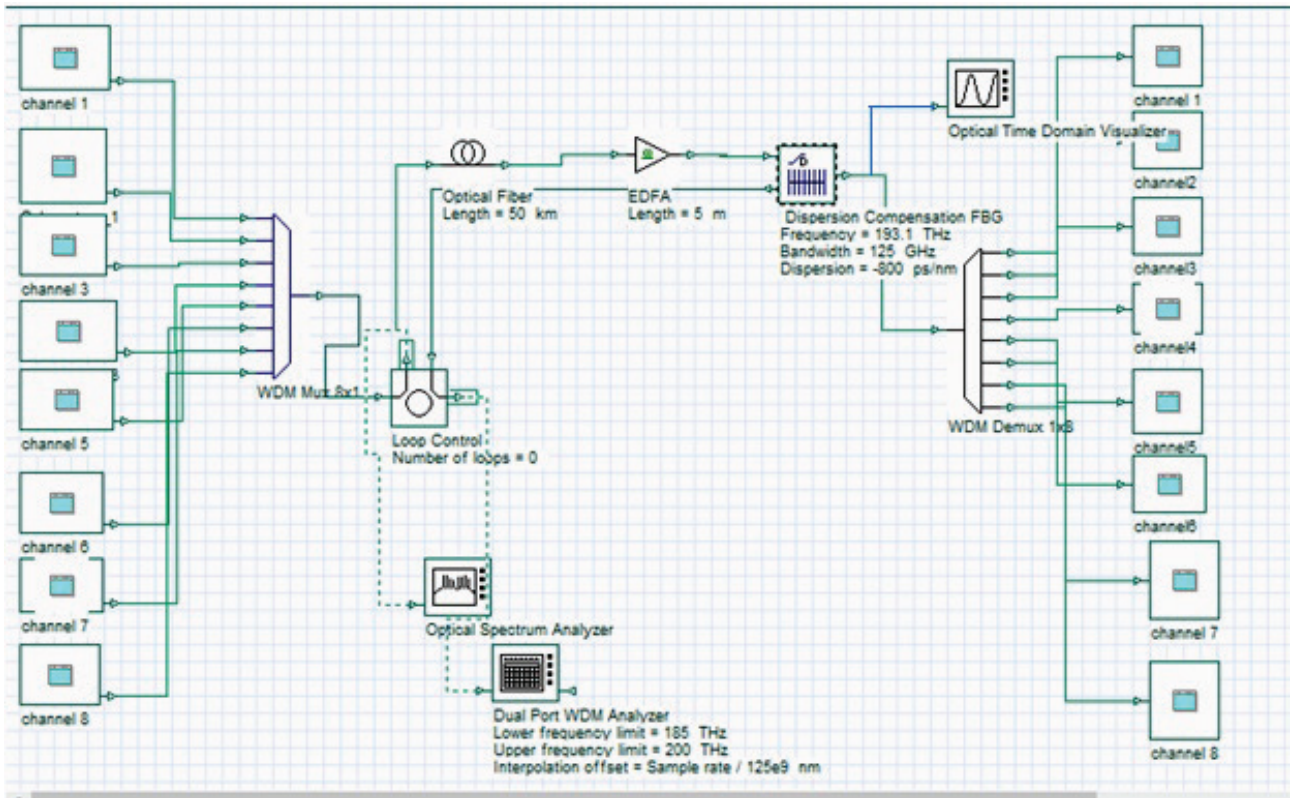 channel 1
channel 3
channel 5
channel 6
channel 7
channel 8
WDM Mux 8x1
Loop Control
Number of loops = 0
Optical Fiber
Length = 50 km
EDFA
Length = 5 m
Dispersion Compensation FBG
Frequency = 193.1 THz
Bandwidth = 125 GHz
Dispersion = -800 ps/nm
Optical Time Domain Visualizer
Optical Spectrum Analyzer
Dual Port WDM Analyzer
Lower frequency limit = 185 THz
Upper frequency limit = 200 THz
Interpolation offset = Sample rate / 125e9 nm
WDM Demux 1x8
channel 1
channel2
channel3
channel4
channel5
channel6
channel 7
channel 8